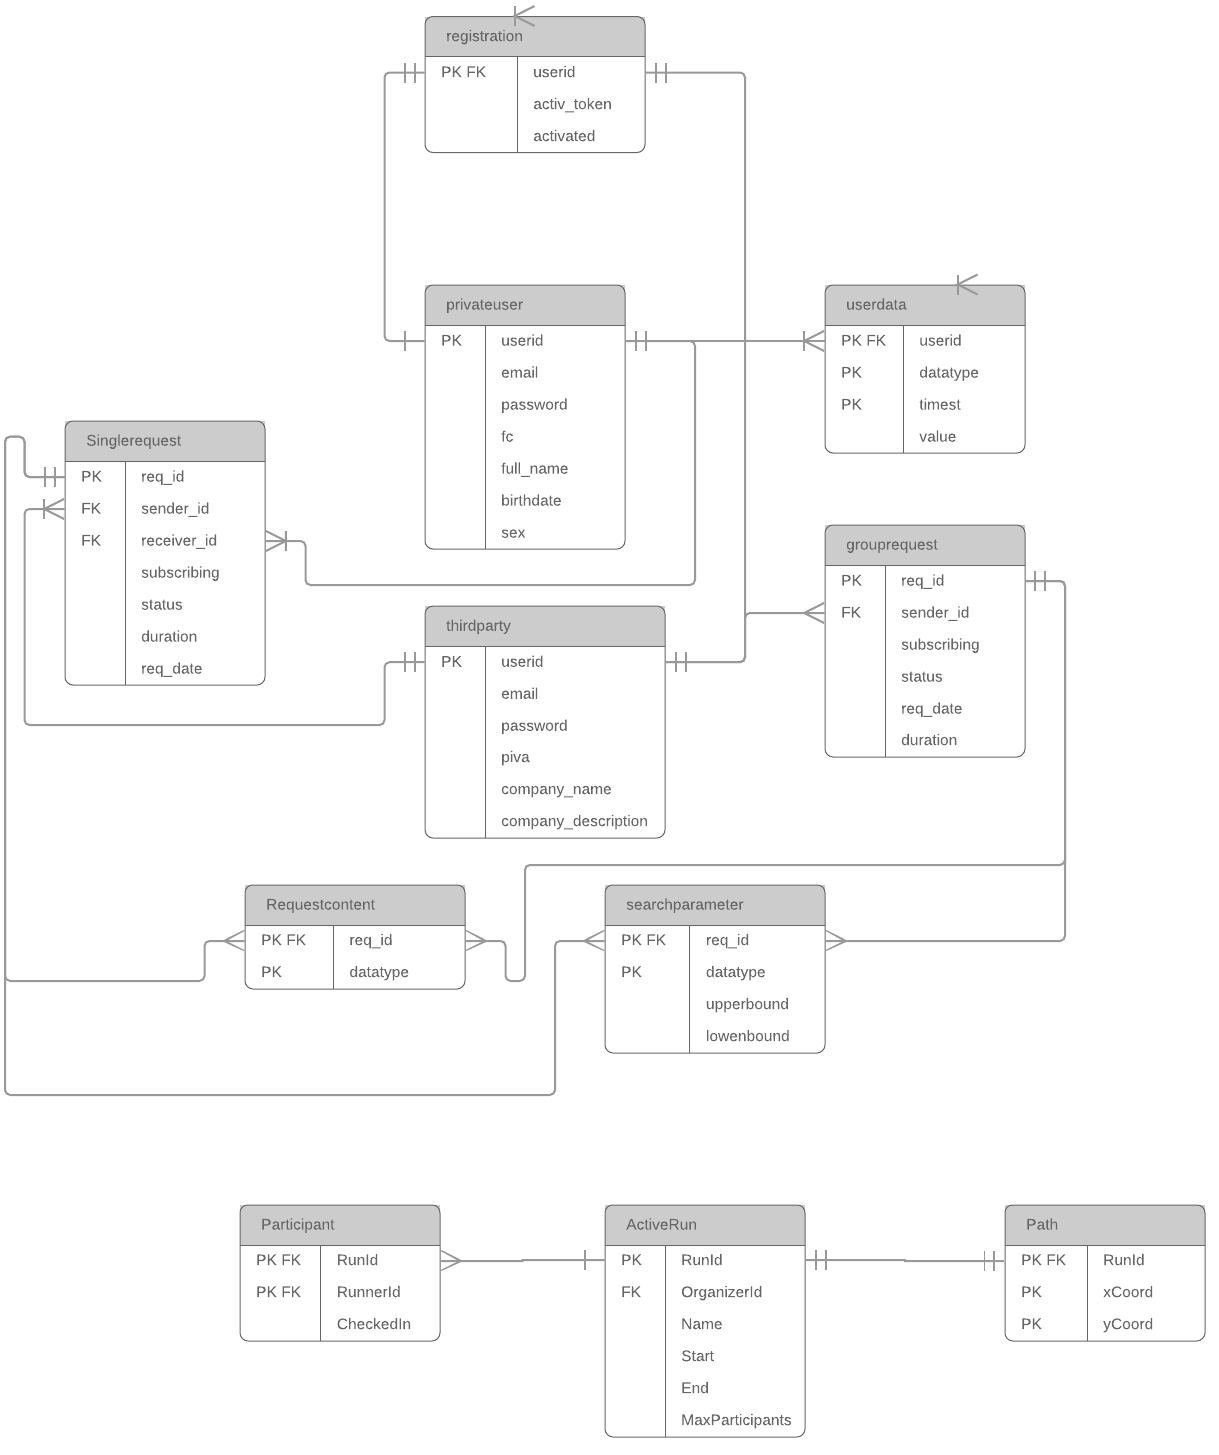 registration
PK FK userid
activ_token
activated
privateuser
PK userid
email
password
fc
full_name
birthdate
sex
userdata
PK FK userid
PK datatype
PK timest
value
Singlerequest
PK req_id
FK sender_id
FK receiver_id
subscribing
status
duration
req_date
grouprequest
PK req_id
FK sender_id
subscribing
status
req_date
duration
thirdparty
PK userid
email
password
piva
company_name
company_description
Requestcontent
PK FK req_id
PK datatype
searchparameter
PK FK req_id
PK datatype
upperbound
lowenbound
Participant
PK FK RunId
PK FK RunnerId
CheckedIn
ActiveRun
PK RunId
FK OrganizerId
Name
Start
End
MaxParticipants
Path
PK FK RunId
PK xCoord
PK yCoord